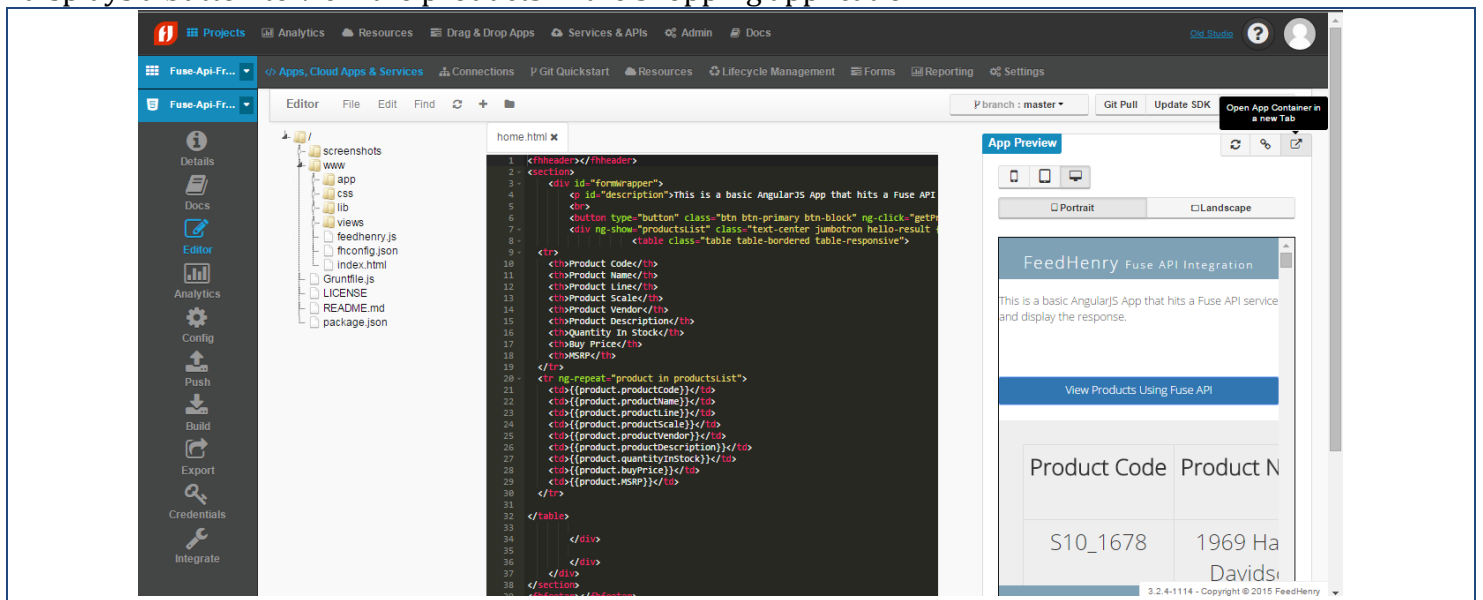 Projects Analytics Resources Drag & Drop Apps Services & APIs Admin Docs Old Studio ?
Fuse-Api-Fr... </> Apps, Cloud Apps & Services Connections Git Quickstart Resources Lifecycle Management Forms Reporting Settings
Fuse-Api-Fr... Editor File Edit Find branch : master Git Pull Update SDK
Open App Container in
a new Tab
Details
Docs
Editor
Analytics
Config
Push
Build
Export
Credentials
Integrate
/
screenshots
www
app
css
lib
views
feedhenry.js
fhconfig.json
index.html
Gruntfile.js
LICENSE
README.md
package.json
home.html
1 <fhheader></fhheader>
2 <section>
3 <div id="formWrapper">
4 <p id="description">This is a basic AngularJS App that hits a Fuse API
5 <br>
6 <button type="button" class="btn btn-primary btn-block" ng-click="getPr
7 <div ng-show="productsList" class="text-center jumbotron hello-result {
8 <table class="table table-bordered table-responsive">
9 <tr>
10 <th>Product Code</th>
11 <th>Product Name</th>
12 <th>Product Line</th>
13 <th>Product Scale</th>
14 <th>Product Vendor</th>
15 <th>Product Description</th>
16 <th>Quantity In Stock</th>
17 <th>Buy Price</th>
18 <th>MSRP</th>
19 </tr>
20 <tr ng-repeat="product in productsList">
21 <td>{{product.productCode}}</td>
22 <td>{{product.productName}}</td>
23 <td>{{product.productLine}}</td>
24 <td>{{product.productScale}}</td>
25 <td>{{product.productVendor}}</td>
26 <td>{{product.productDescription}}</td>
27 <td>{{product.quantityInStock}}</td>
28 <td>{{product.buyPrice}}</td>
29 <td>{{product.MSRP}}</td>
30 </tr>
31
32 </table>
33
34 </div>
35
36 </div>
37 </div>
38 </section>
App Preview
Portrait Landscape
FeedHenry Fuse API Integration
This is a basic AngularJS App that hits a Fuse API service
and display the response.
View Products Using Fuse API
Product Code Product N
S10_1678 1969 Ha
Davids
3.2.4-1114 - Copyright © 2015 FeedHenry